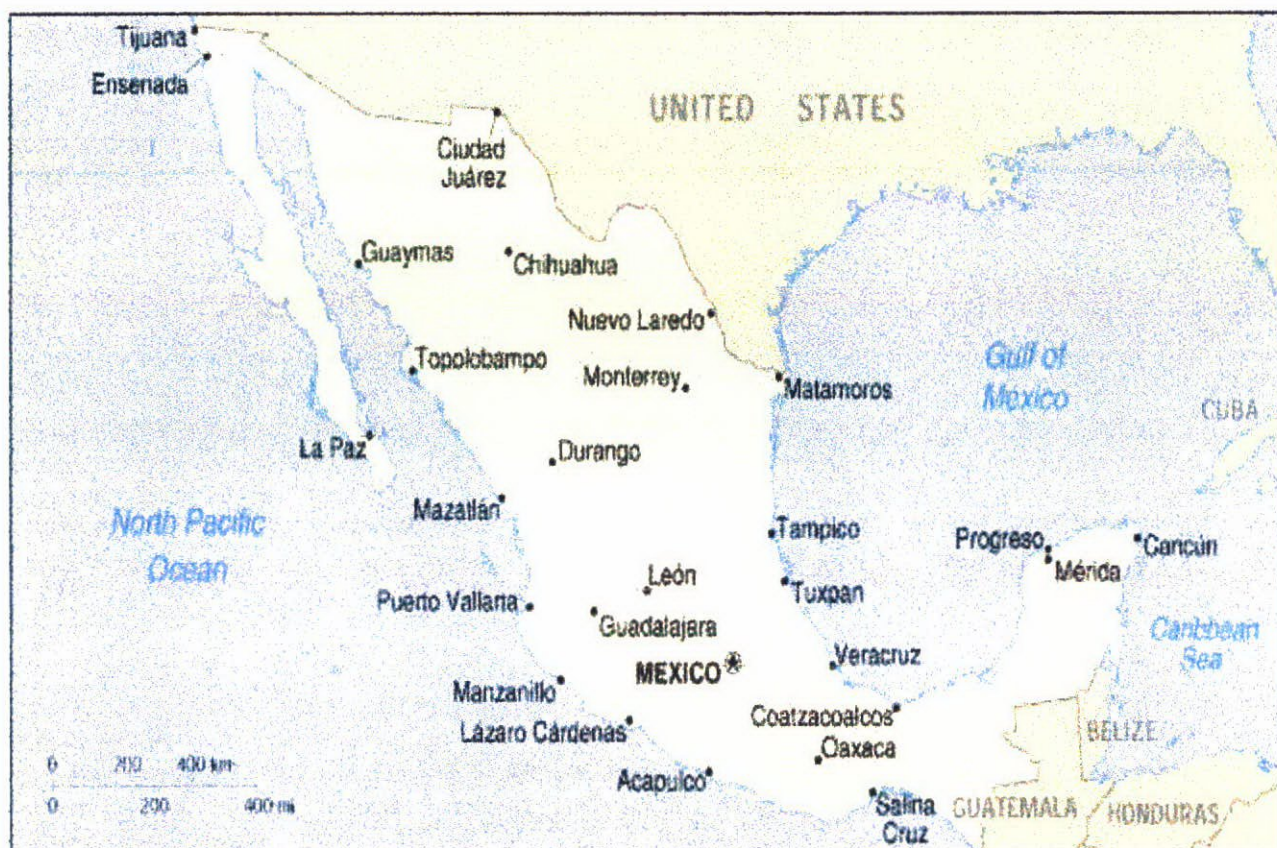 Tijuana
Ensenada
UNITED STATES
Ciudad
Juárez
Guaymas
Chihuahua
Nuevo Laredo
Topolobampo
Monterrey
Matamoros
Gulf of
Mexico
CUBA
La Paz
Durango
Mazatlán
North Pacific
Ocean
Tampico
Progreso
Cancún
Mérida
León
Tuxpan
Puerto Vallarta
Guadalajara
Caribbean
Sea
MEXICO
Veracruz
Manzanillo
Coatzacoalcos
Lázaro Cárdenas
BELIZE
Oaxaca
0 200 400 km
Acapulco
0 200 400 mi
Salina
Cruz
GUATEMALA
HONDURAS